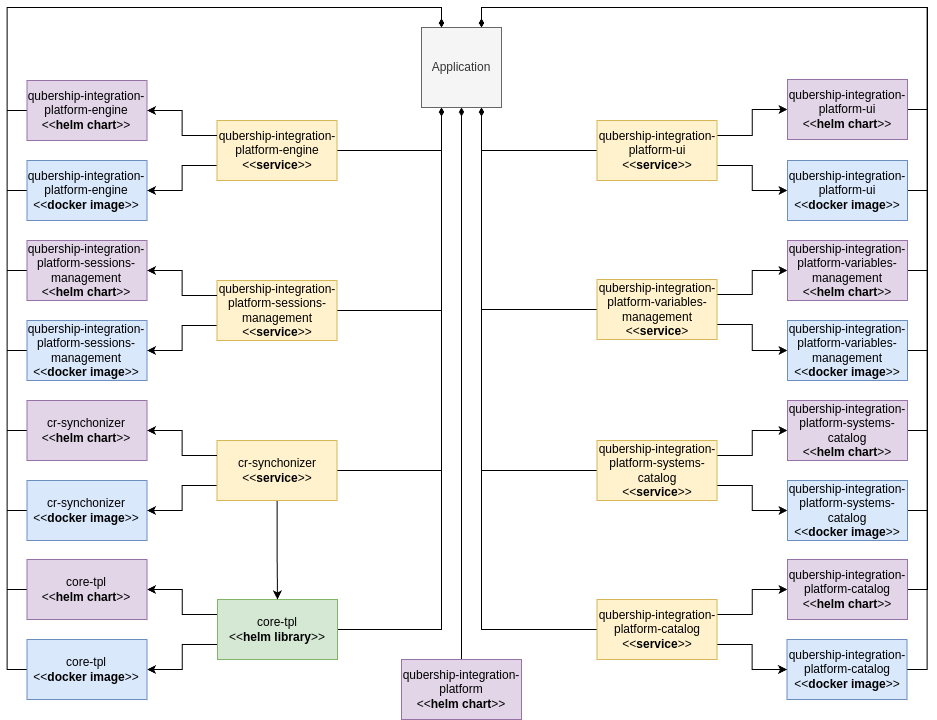 Application
qubership-integration-
platform-engine
<<helm chart>>
qubership-integration-
platform-engine
<<docker image>>
qubership-integration-
platform-engine
<<service>>
qubership-integration-
platform-sessions-
management
<<helm chart>>
qubership-integration-
platform-sessions-
management
<<docker image>>
qubership-integration-
platform-sessions-
management
<<service>>
cr-synchonizer
<<helm chart>>
cr-synchonizer
<<docker image>>
cr-synchonizer
<<service>>
core-tpl
<<helm chart>>
core-tpl
<<docker image>>
core-tpl
<<helm library>>
qubership-integration-
platform
<<helm chart>>
qubership-integration-
platform-ui
<<service>>
qubership-integration-
platform-ui
<<helm chart>>
qubership-integration-
platform-ui
<<docker image>>
qubership-integration-
platform-variables-
management
<<service>
qubership-integration-
platform-variables-
management
<<helm chart>>
qubership-integration-
platform-variables-
management
<<docker image>>
qubership-integration-
platform-systems-
catalog
<<service>>
qubership-integration-
platform-systems-
catalog
<<helm chart>>
qubership-integration-
platform-systems-
catalog
<<docker image>>
qubership-integration-
platform-catalog
<<service>>
qubership-integration-
platform-catalog
<<helm chart>>
qubership-integration-
platform-catalog
<<docker image>>